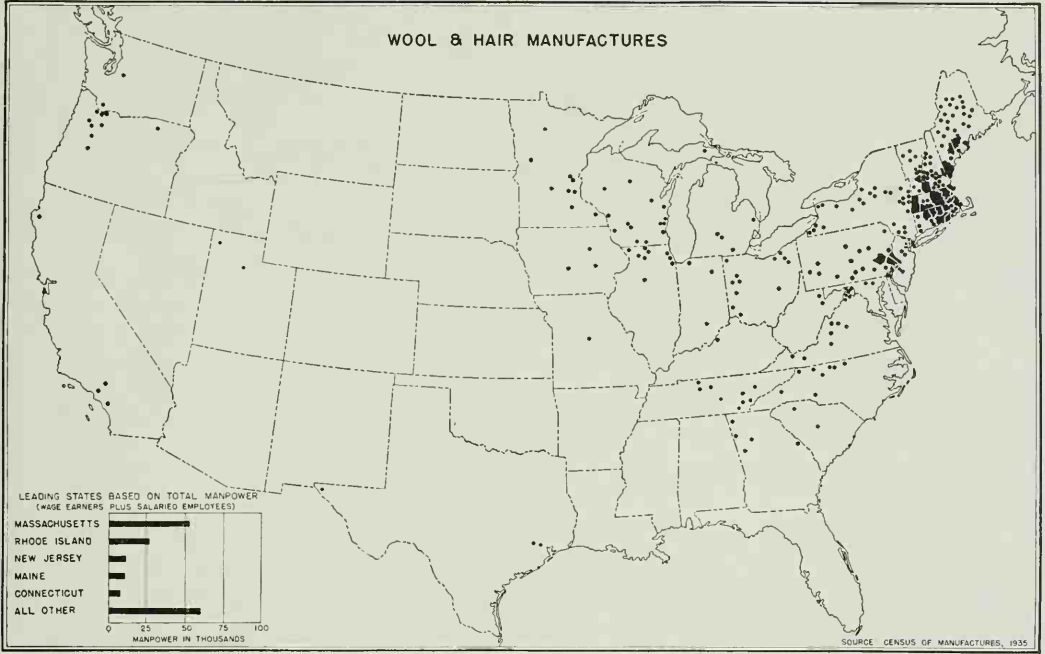 WOOL & HAIR MANUFACTURES
LEADING STATES BASED ON TOTAL MANPOWER
(WAGE EARNERS PLUS SALARIED EMPLOYEES)
MASSACHUSETTS
RHODE ISLAND
NEW JERSEY
MAINE
CONNECTICUT
ALL OTHER
0 25 50 75 100
MANPOWER IN THOUSANDS
SOURCE: CENSUS OF MANUFACTURES, 1935